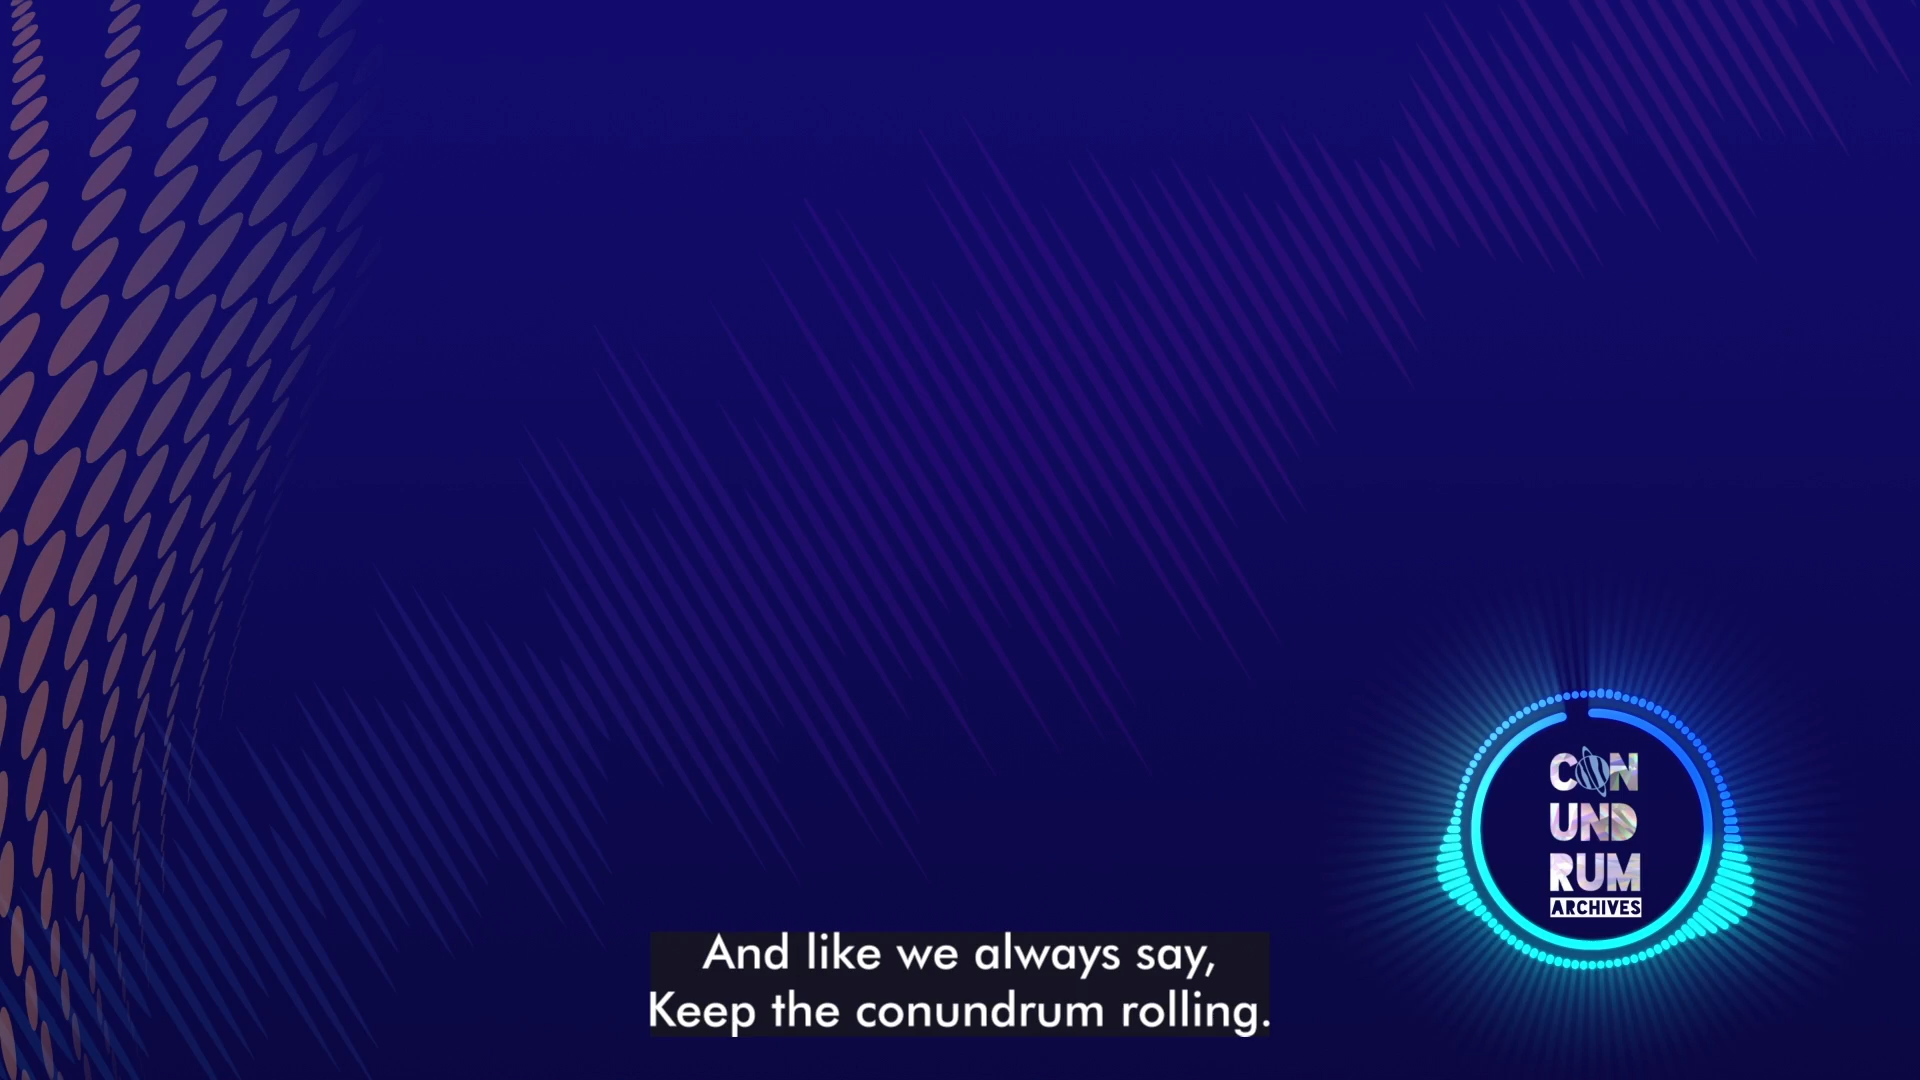 CON
UND
RUM
ARCHIVES
And like we always say,
Keep the conundrum rolling.